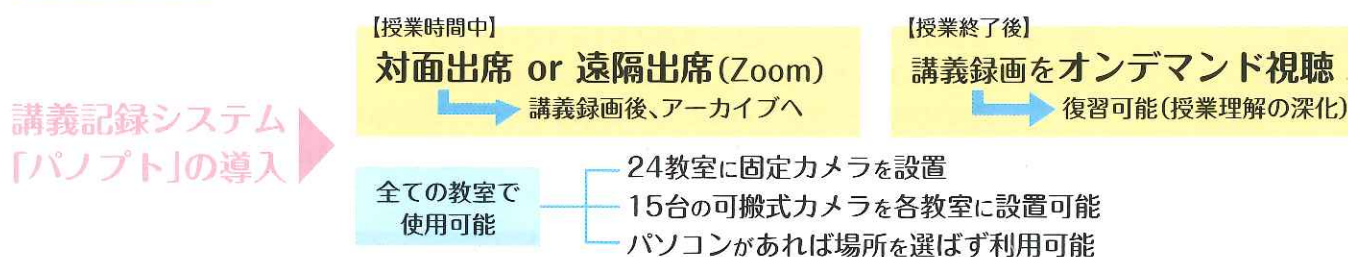 講義記録システム
「パノプト」の導入
【授業時間中】
対面出席 or 遠隔出席(Zoom)
講義録画後、アーカイブへ
【授業終了後】
講義録画をオンデマンド視聴
復習可能(授業理解の深化)
全ての教室で
使用可能
24教室に固定カメラを設置
15台の可搬式カメラを各教室に設置可能
パソコンがあれば場所を選ばず利用可能